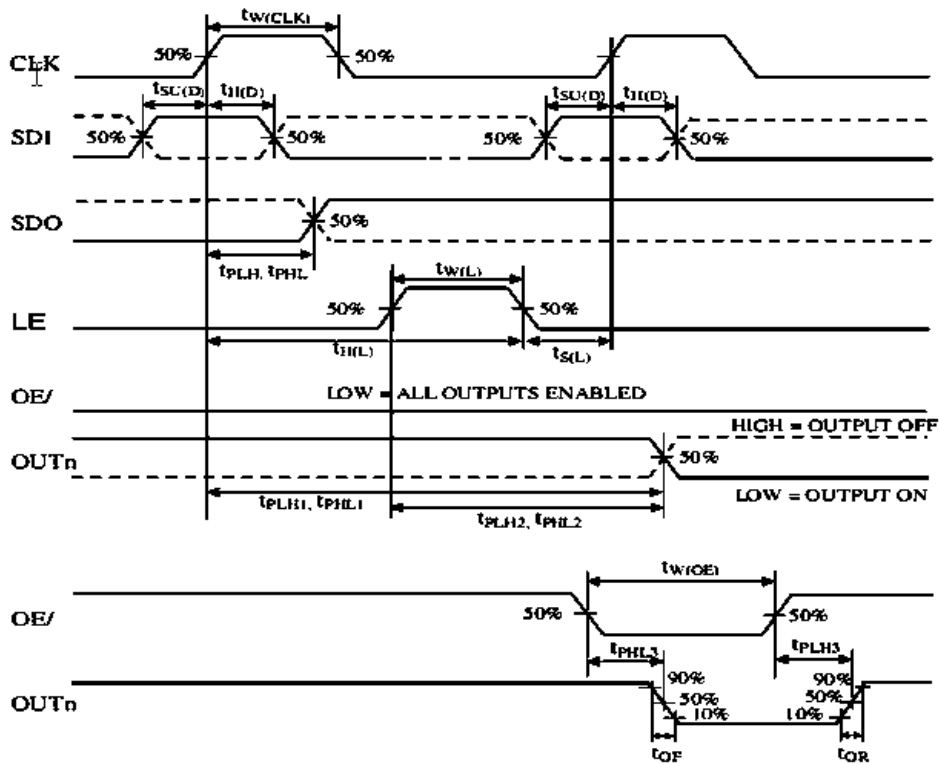 tW(CLK)
CLK 50% 50% 50%
tSU(D) tH(D) tSU(D) tH(D)
SDI 50% 50% 50% 50%
SDO 50%
tPLH, tPHL
tW(L)
LE 50% 50%
tH(L) tS(L)
OE/ LOW = ALL OUTPUTS ENABLED
HIGH = OUTPUT OFF
OUTn 50%
LOW = OUTPUT ON
tPLH1, tPHL1
tPLH2, tPHL2
tW(OE)
OE/ 50% 50%
tPHL3 tPLH3
90% 90%
OUTn 50% 50%
10% 10%
tOF tOR